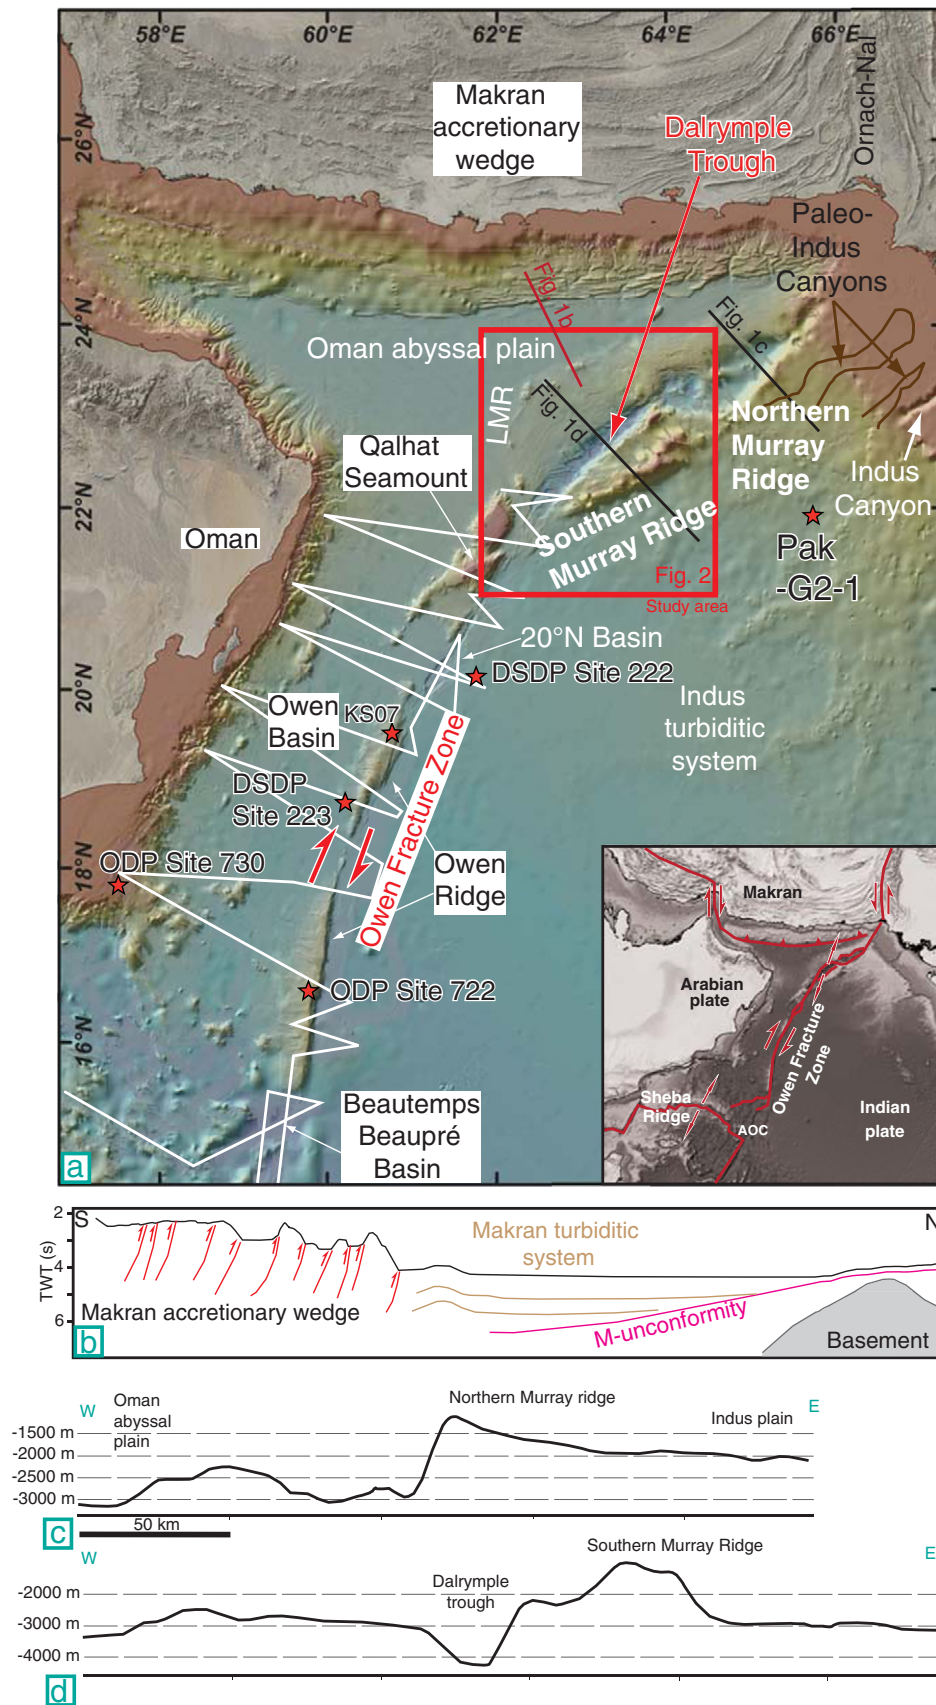 58°E
60°E
62°E
64°E
66°E
26°N
24°N
22°N
20°N
18°N
16°N
Makran
accretionary
wedge
Ornach-Nal
Dalrymple
Trough
Paleo-
Indus
Canyons
Fig. 1b
Fig. 1c
Fig. 1d
Oman abyssal plain
LMR
Northern
Murray
Ridge
Qalhat
Seamount
Indus
Canyon
Oman
Southern
Murray Ridge
Pak
-G2-1
Fig. 2
Study area
20°N Basin
DSDP Site 222
Owen
Basin
KS07
Indus
turbiditic
system
DSDP
Site 223
Owen Fracture Zone
ODP Site 730
Owen
Ridge
ODP Site 722
Beautemps
Beaupré
Basin
a
Makran
Arabian
plate
Owen Fracture
Zone
Sheba
Ridge
AOC
Indian
plate
2
S
N
TWT (s)
4
6
Makran turbiditic
system
Makran accretionary wedge
M-unconformity
Basement
b
W
Oman
abyssal
plain
Northern Murray ridge
Indus plain
E
-1500 m
-2000 m
-2500 m
-3000 m
c
50 km
W
Southern Murray Ridge
E
Dalrymple
trough
-2000 m
-3000 m
-4000 m
d